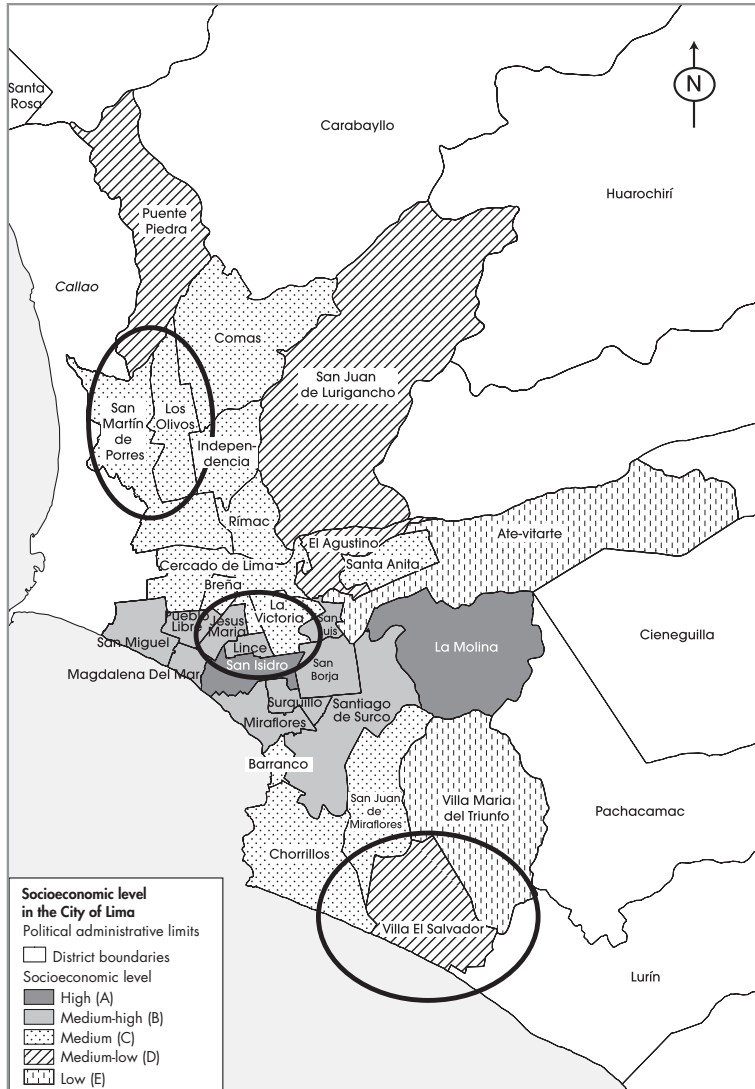 Santa
Rosa
Carabayllo
N
Huarochirí
Puente
Piedra
Callao
Comas
San Juan
de Lurigancho
San
Martín
de
Porres
Los
Olivos
Indepen-
dencia
Rímac
Ate-vitarte
El Agustino
Santa Anita
Cercado de Lima
Breña
La
Victoria
Pueblo
Libre
Jesus
Maria
San
Luis
San Miguel
Lince
La Molina
Cieneguilla
San Isidro
San
Borja
Magdalena Del Mar
Surquillo
Santiago
de Surco
Miraflores
Barranco
San Juan
de
Miraflores
Villa Maria
del Triunfo
Pachacamac
Chorrillos
Villa El Salvador
Lurín
Socioeconomic level
in the City of Lima
Political administrative limits
District boundaries
Socioeconomic level
High (A)
Medium-high (B)
Medium (C)
Medium-low (D)
Low (E)